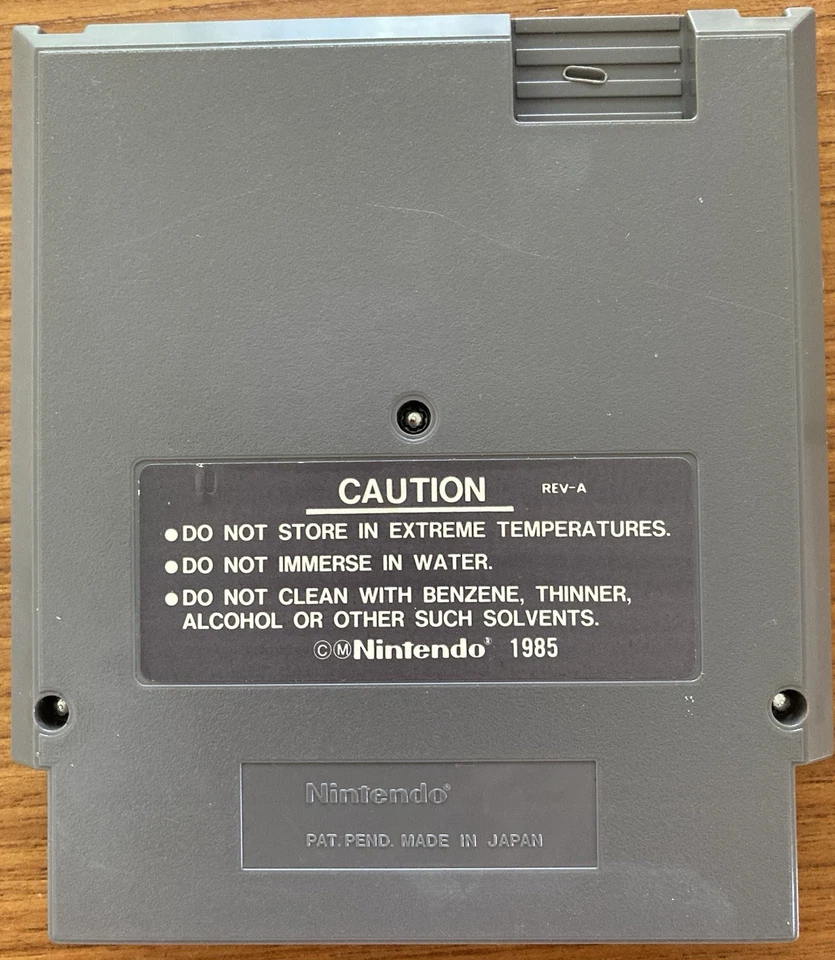 CAUTION REV-A
●DO NOT STORE IN EXTREME TEMPERATURES.
●DO NOT IMMERSE IN WATER.
●DO NOT CLEAN WITH BENZENE, THINNER,
ALCOHOL OR OTHER SUCH SOLVENTS.
ⒸⓂNintendo® 1985
Nintendo®
PAT. PEND. MADE IN JAPAN